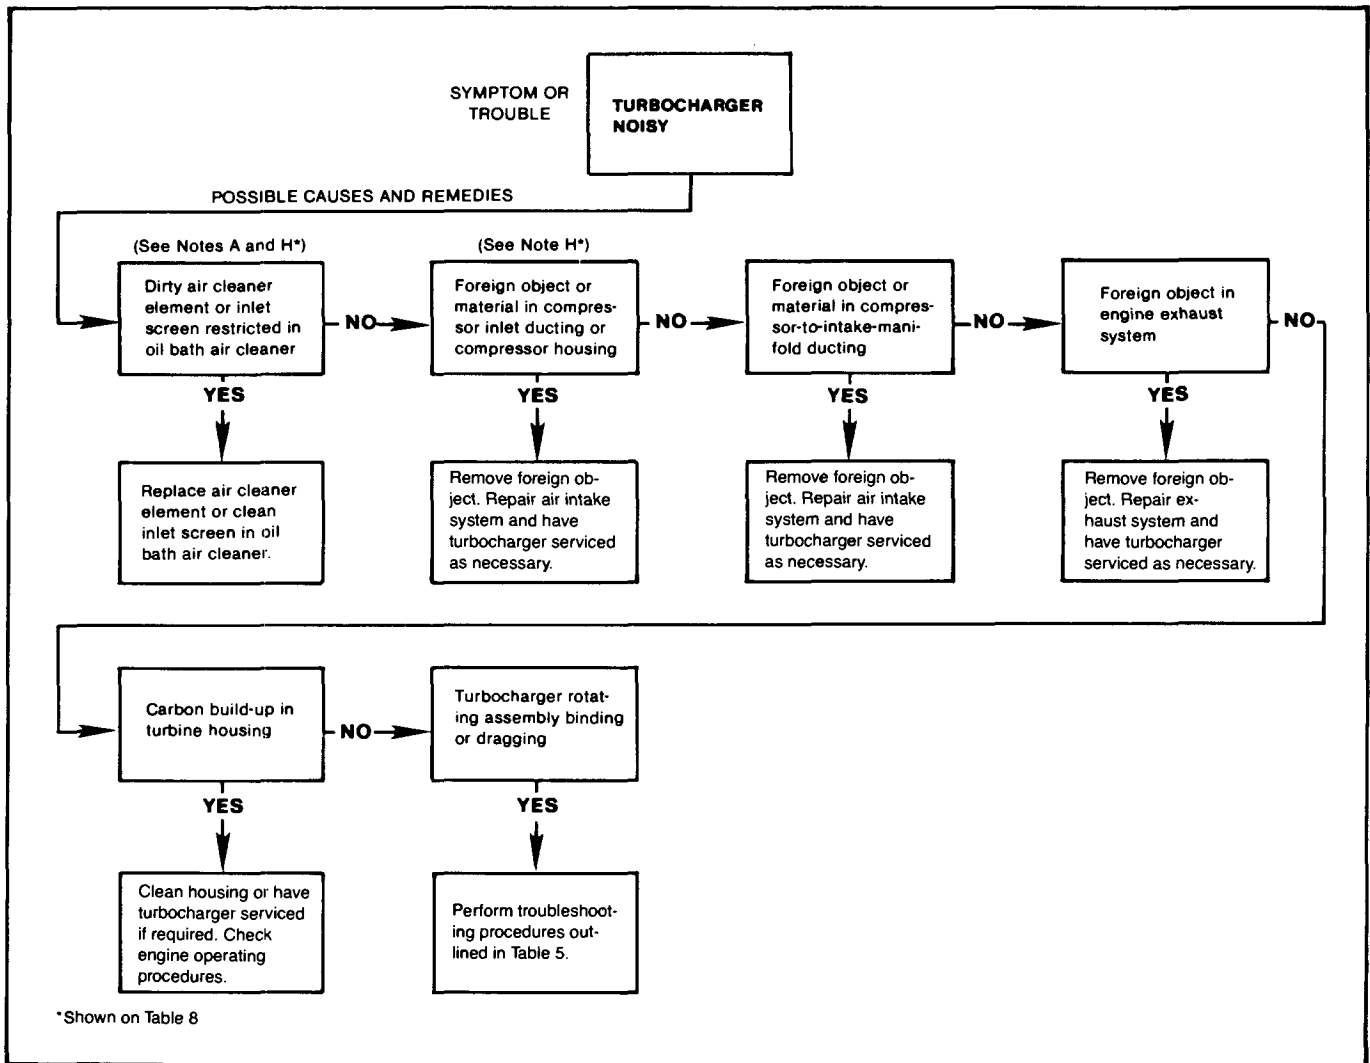 SYMPTOM OR
TROUBLE
TURBOCHARGER
NOISY
POSSIBLE CAUSES AND REMEDIES
(See Notes A and H*)
Dirty air cleaner
element or inlet
screen restricted in
oil bath air cleaner
NO
(See Note H*)
Foreign object or
material in compres-
sor inlet ducting or
compressor housing
NO
Foreign object or
material in compres-
sor-to-intake-mani-
fold ducting
NO
Foreign object in
engine exhaust
system
NO
YES
YES
YES
YES
Replace air cleaner
element or clean
inlet screen in oil
bath air cleaner.
Remove foreign ob-
ject. Repair air intake
system and have
turbocharger serviced
as necessary.
Remove foreign ob-
ject. Repair air intake
system and have
turbocharger serviced
as necessary.
Remove foreign ob-
ject. Repair ex-
haust system and
have turbocharger
serviced as necessary.
Carbon build-up in
turbine housing
NO
Turbocharger rotat-
ing assembly binding
or dragging
YES
YES
Clean housing or have
turbocharger serviced
if required. Check
engine operating
procedures.
Perform troubleshoot-
ing procedures out-
lined in Table 5.
*Shown on Table 8